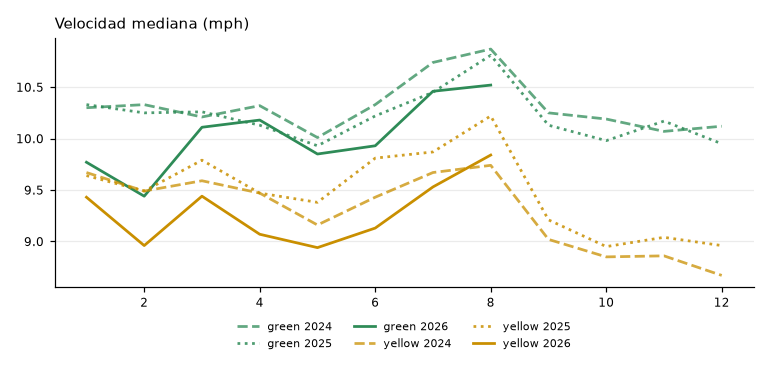 Velocidad mediana (mph)
10.5
10.0
9.5
9.0
2 4 6 8 10 12
green 2024 green 2026 yellow 2025
green 2025 yellow 2024 yellow 2026